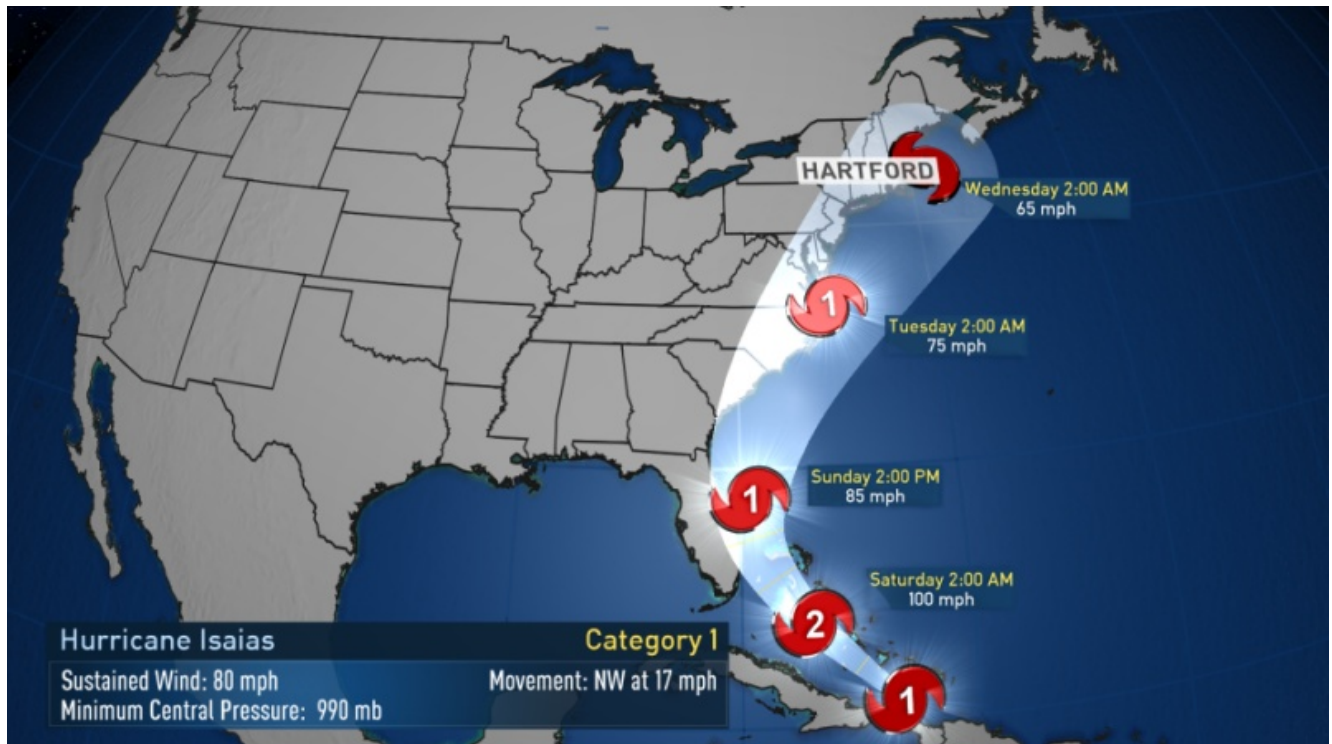 HARTFORD
Wednesday 2:00 AM
65 mph
1
Tuesday 2:00 AM
75 mph
1
Sunday 2:00 PM
85 mph
Saturday 2:00 AM
100 mph
2
1
Hurricane Isaias
Category 1
Sustained Wind: 80 mph
Movement: NW at 17 mph
Minimum Central Pressure: 990 mb